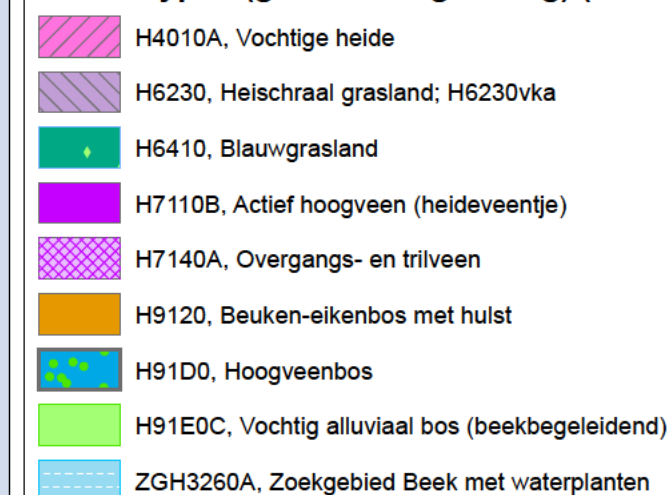 H4010A, Vochtige heide
H6230, Heischraal grasland; H6230vka
H6410, Blauwgrasland
H7110B, Actief hoogveen (heideveentje)
H7140A, Overgangs- en trilveen
H9120, Beuken-eikenbos met hulst
H91D0, Hoogveenbos
H91E0C, Vochtig alluviaal bos (beekbegeleidend)
ZGH3260A, Zoekgebied Beek met waterplanten